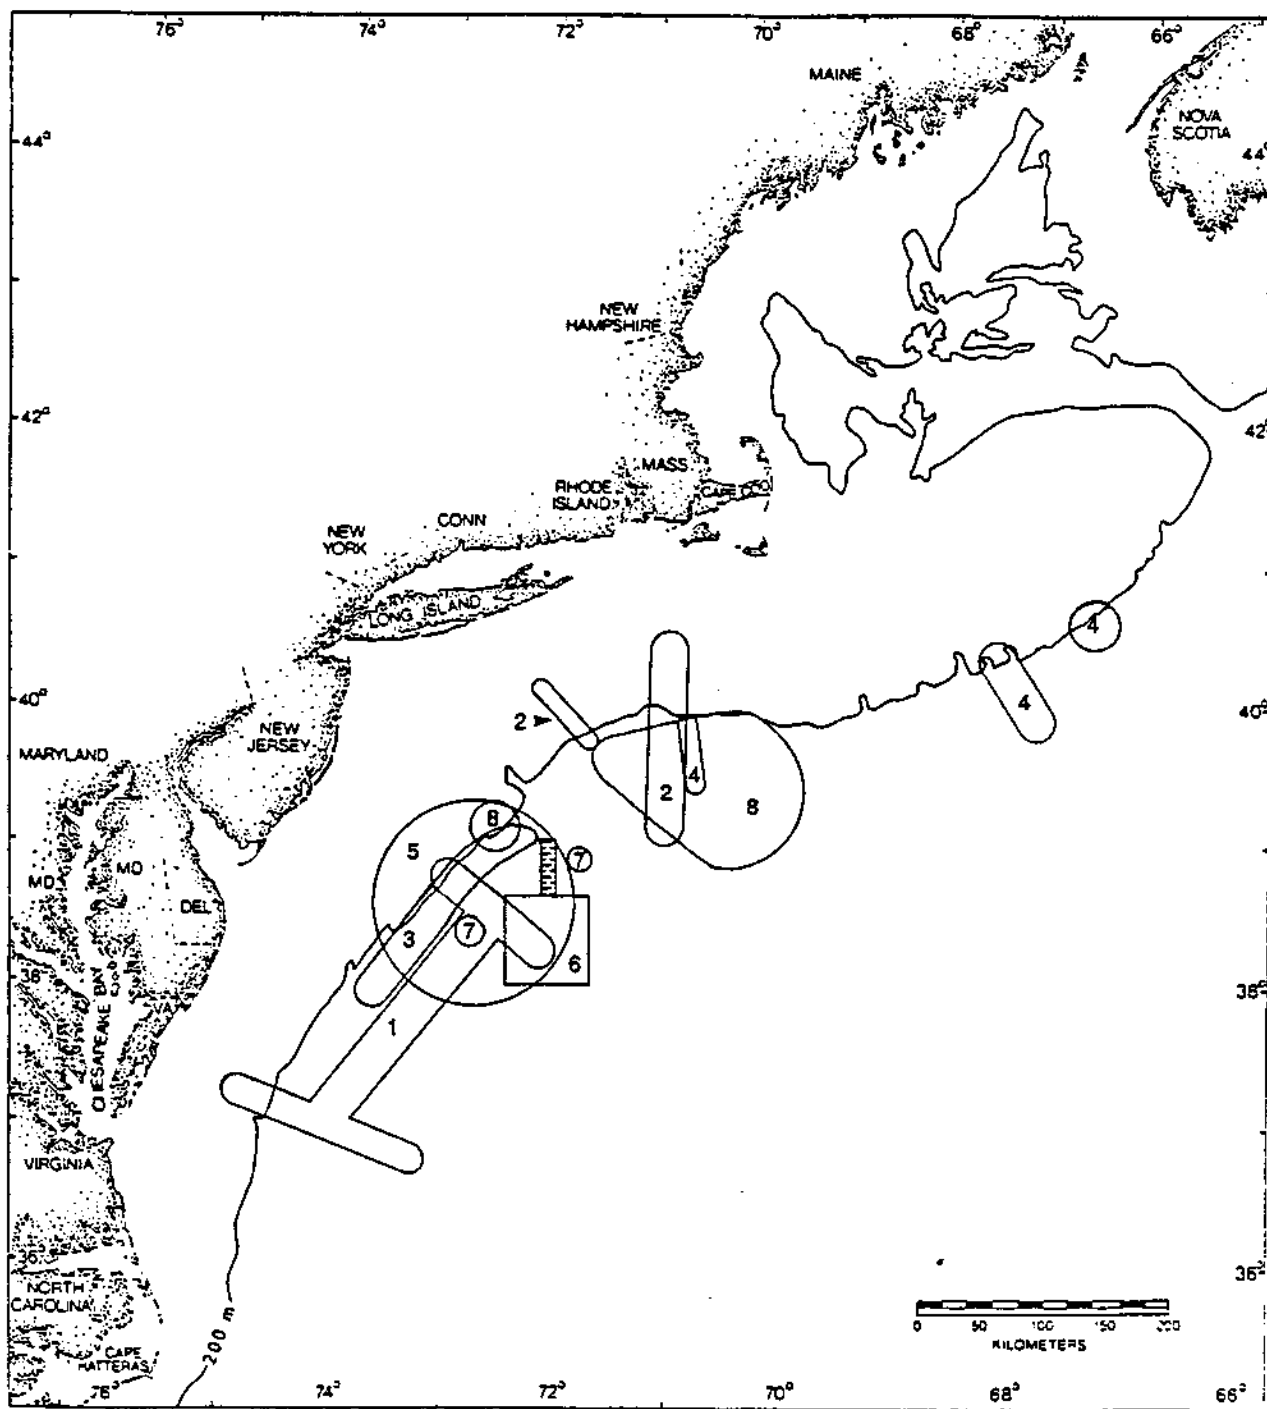 76° 74° 72° 70° 68° 66°
MAINE
NOVA
SCOTIA
44° 44°
NEW
HAMPSHIRE
42° 42°
MASS
CAPE COD
RHODE
ISLAND
CONN
NEW
YORK
LONG ISLAND
4
4
40° 40°
2
NEW
JERSEY
MARYLAND
2 4 8
8
5 7
MD MD
DEL
3 7
6
38° 38°
CHESAPEAKE BAY
VA
1
VIRGINIA
36° 36°
NORTH
CAROLINA
200 m
0 50 100 150 200
KILOMETERS
CAPE
HATTERAS
76° 74° 72° 70° 68° 66°